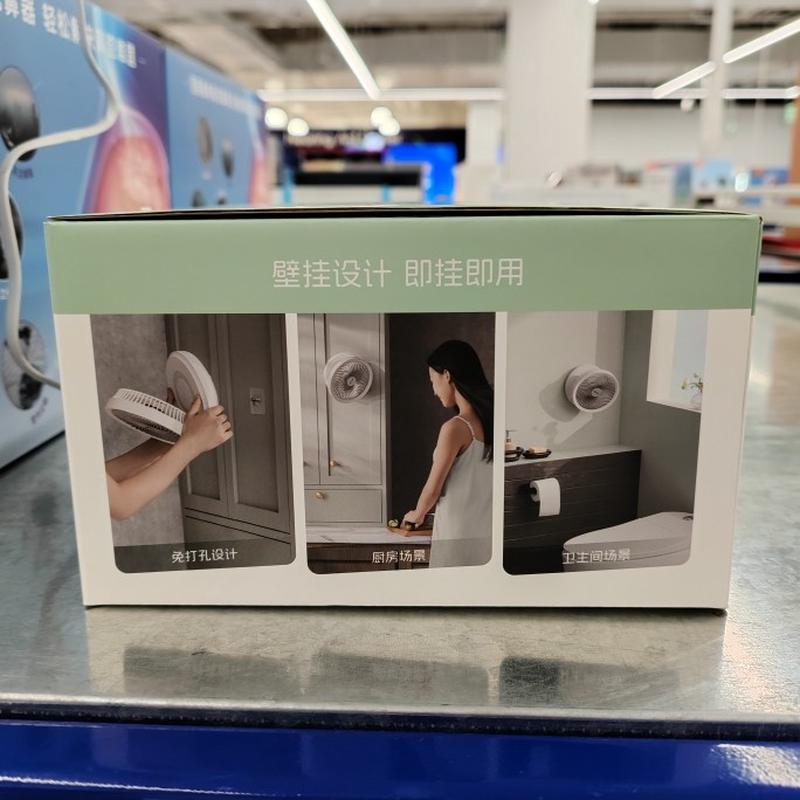 壁挂设计 即挂即用
免打孔设计
厨房场景
卫生间场景